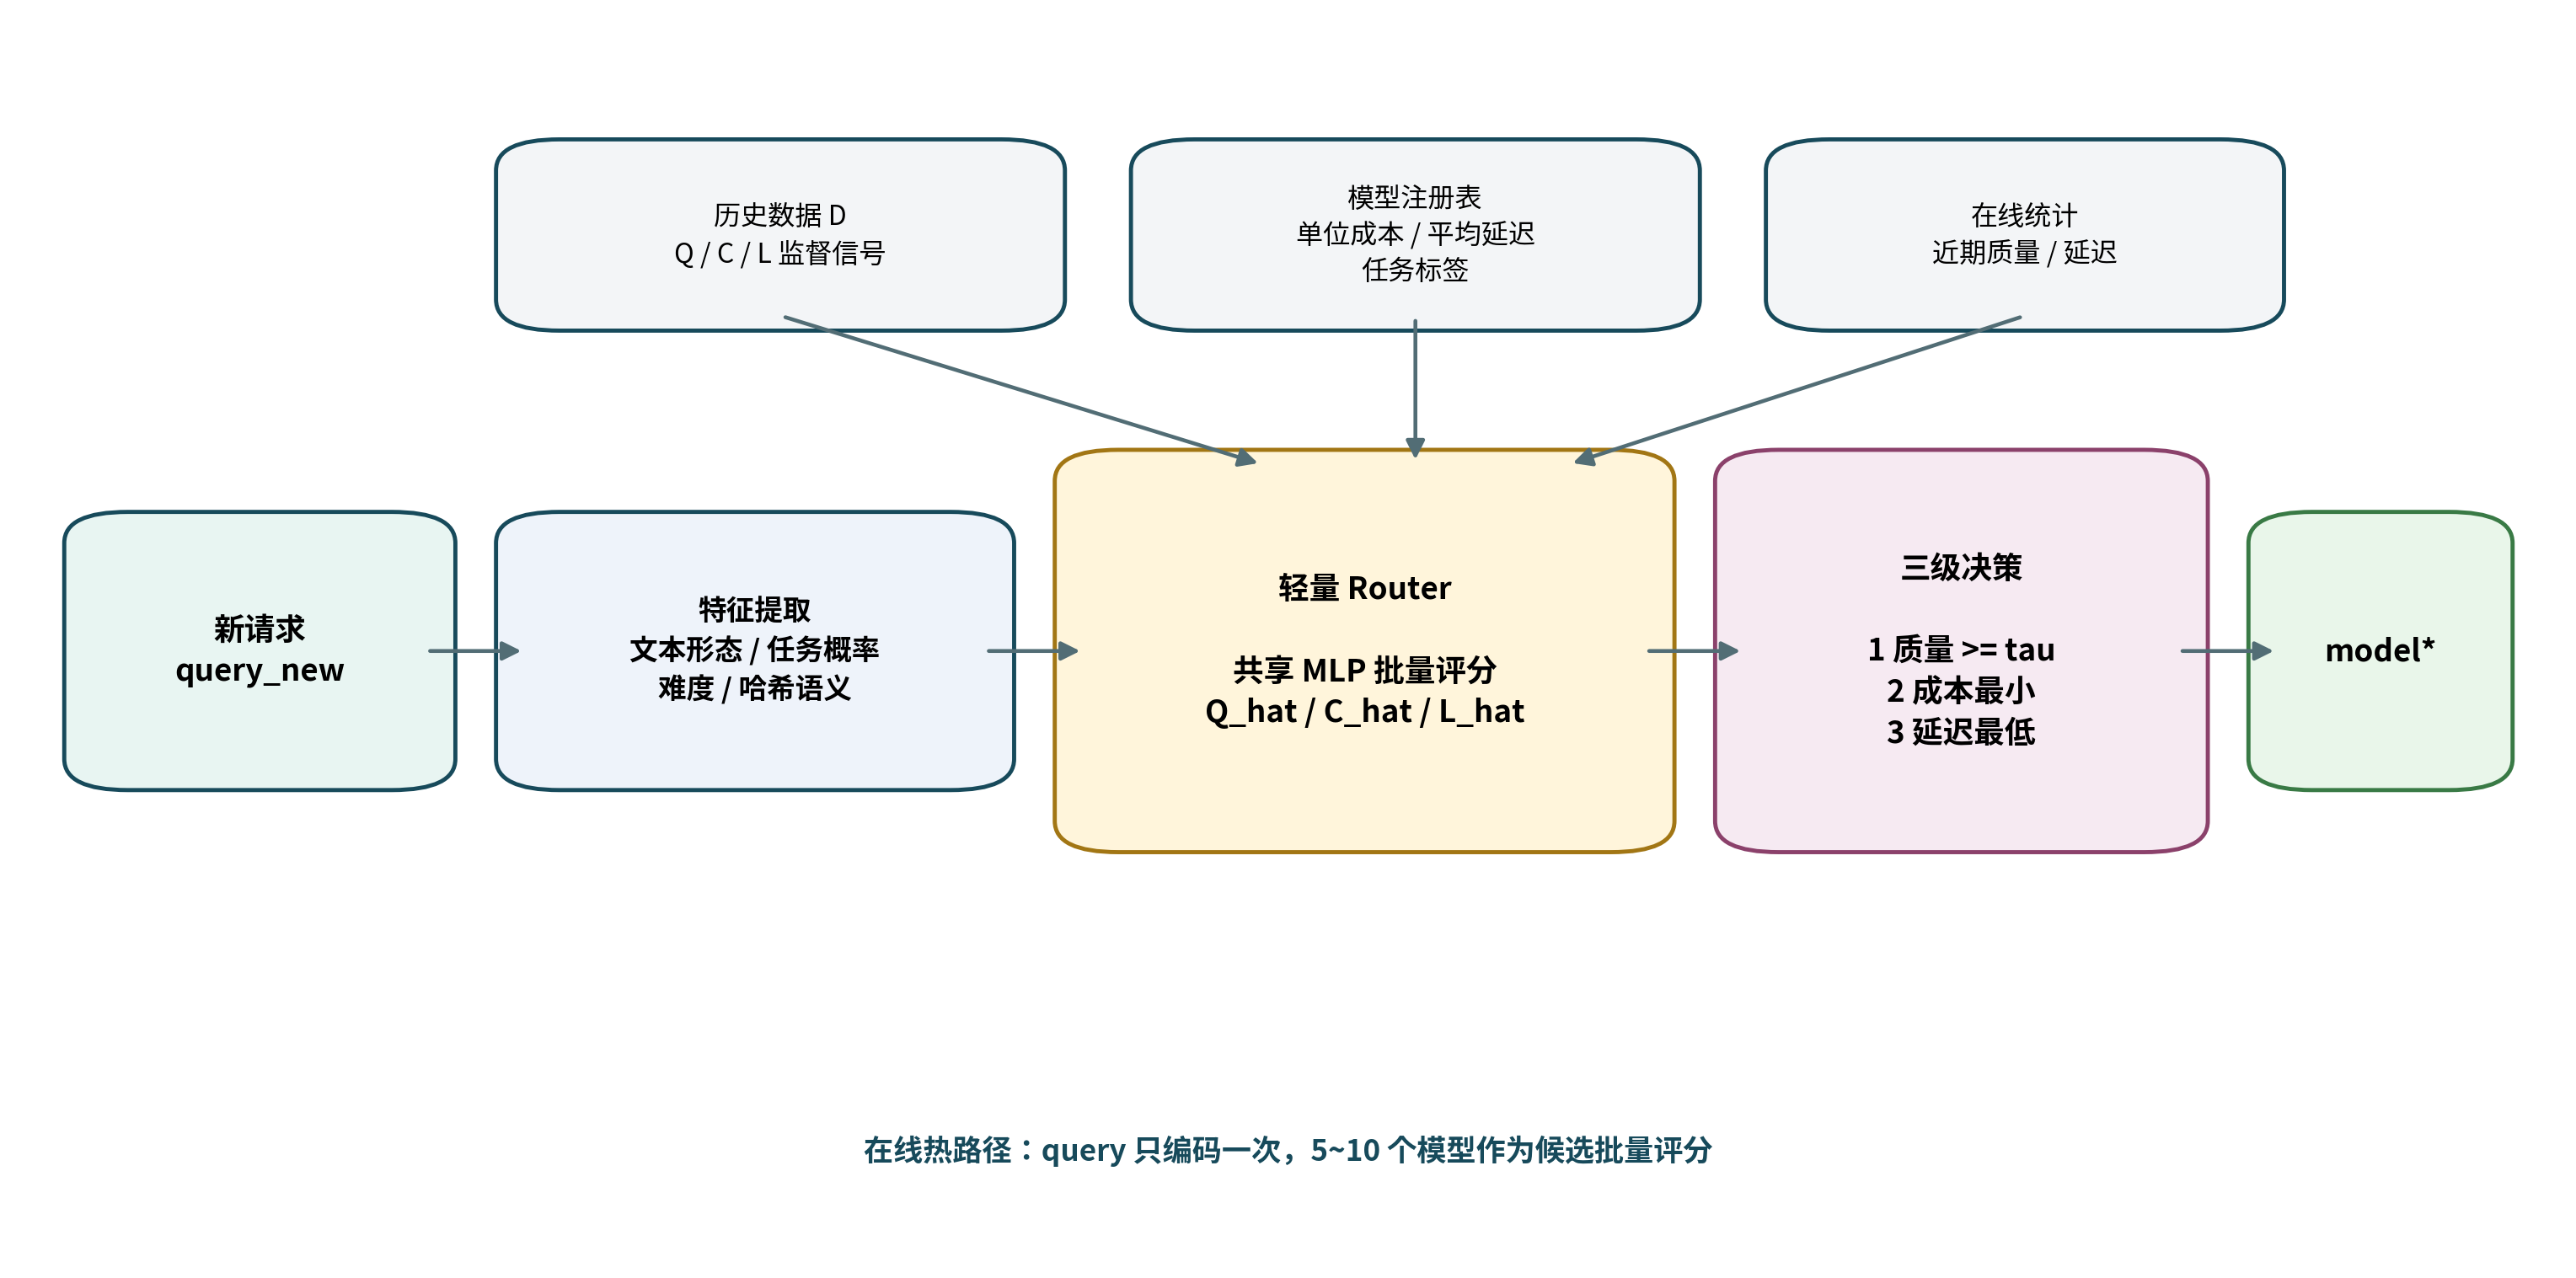 历史数据 D
Q / C / L 监督信号
模型注册表
单位成本 / 平均延迟
任务标签
在线统计
近期质量 / 延迟
新请求
query_new
特征提取
文本形态 / 任务概率
难度 / 哈希语义
轻量 Router
共享 MLP 批量评分
Q_hat / C_hat / L_hat
三级决策
1 质量 >= tau
2 成本最小
3 延迟最低
model*
在线热路径：query 只编码一次，5~10 个模型作为候选批量评分